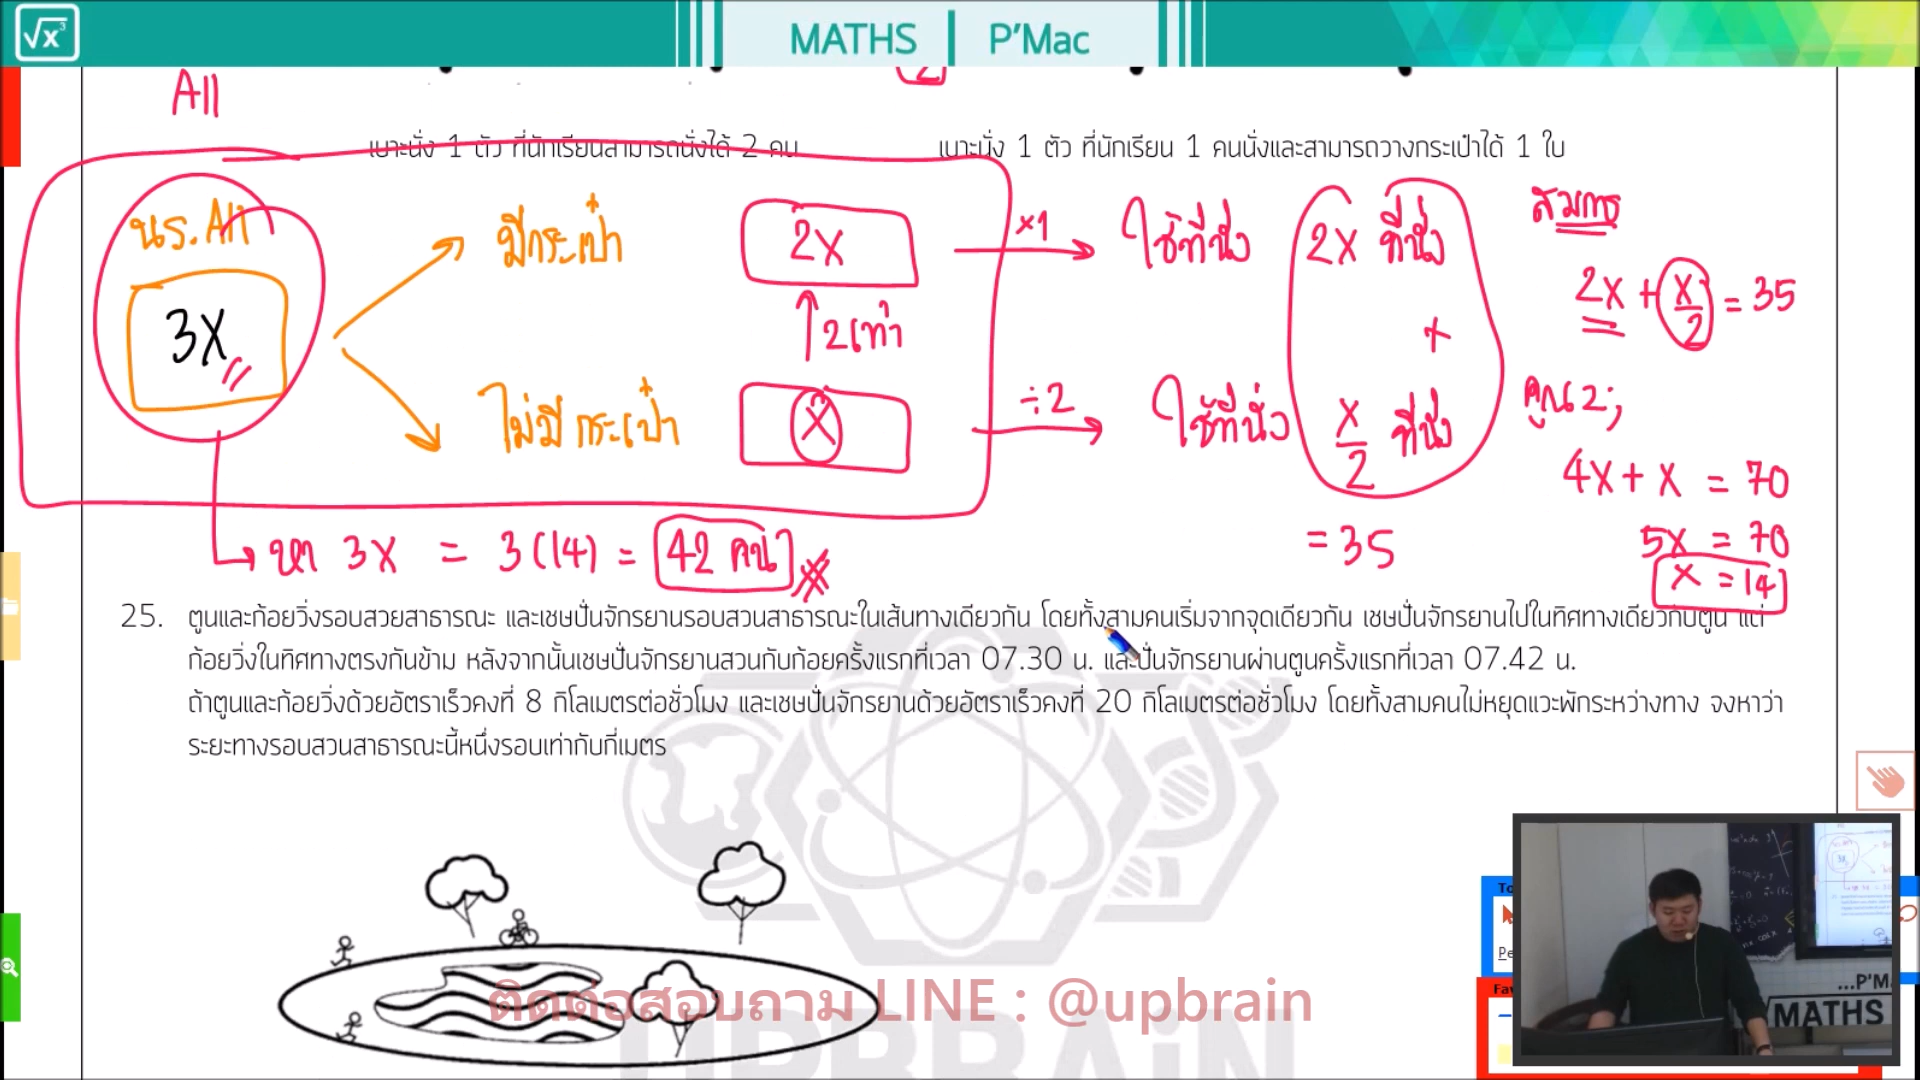 √x³
MATHS | P'Mac
All
2
เบาะนั่ง 1 ตัว ที่นักเรียนสามารถนั่งได้ 2 คน
เบาะนั่ง 1 ตัว ที่นักเรียน 1 คนนั่งและสามารถวางกระเป๋าได้ 1 ใบ
นร. All
3X
มีกระเป๋า
2X
×1
ใช้ที่นั่ง 2X ที่นั่ง
สมการ
2X + X/2 = 35
↑2เท่า
+
ไม่มีกระเป๋า
X
÷2
ใช้ที่นั่ง X/2 ที่นั่ง
คูณ 2;
4X + X = 70
= 35
5X = 70
X = 14
หา 3X = 3(14) = 42 คน
25. ตูนและก้อยวิ่งรอบสวยสาธารณะ และเชษปั่นจักรยานรอบสวนสาธารณะในเส้นทางเดียวกัน โดยทั้งสามคนเริ่มจากจุดเดียวกัน เชษปั่นจักรยานไปในทิศทางเดียวกับตูน แต่
ก้อยวิ่งในทิศทางตรงกันข้าม หลังจากนั้นเชษปั่นจักรยานสวนกับก้อยครั้งแรกที่เวลา 07.30 น. และปั่นจักรยานผ่านตูนครั้งแรกที่เวลา 07.42 น.
ถ้าตูนและก้อยวิ่งด้วยอัตราเร็วคงที่ 8 กิโลเมตรต่อชั่วโมง และเชษปั่นจักรยานด้วยอัตราเร็วคงที่ 20 กิโลเมตรต่อชั่วโมง โดยทั้งสามคนไม่หยุดแวะพักระหว่างทาง จงหาว่า
ระยะทางรอบสวนสาธารณะนี้หนึ่งรอบเท่ากับกี่เมตร
ติดต่อสอบถาม LINE : @upbrain
UPBRAIN
To
Pe
Fav
...P'M
MATHS